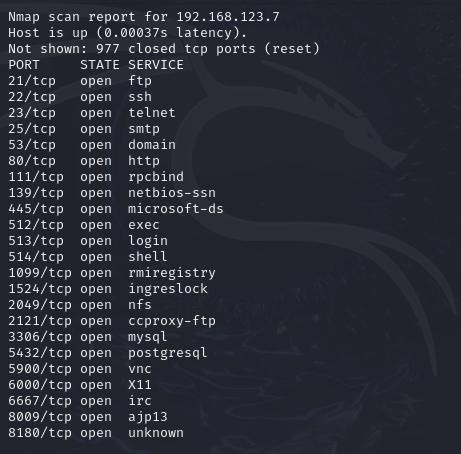 Nmap scan report for 192.168.123.7
Host is up (0.00037s latency).
Not shown: 977 closed tcp ports (reset)
PORT     STATE SERVICE
21/tcp   open  ftp
22/tcp   open  ssh
23/tcp   open  telnet
25/tcp   open  smtp
53/tcp   open  domain
80/tcp   open  http
111/tcp  open  rpcbind
139/tcp  open  netbios-ssn
445/tcp  open  microsoft-ds
512/tcp  open  exec
513/tcp  open  login
514/tcp  open  shell
1099/tcp open  rmiregistry
1524/tcp open  ingreslock
2049/tcp open  nfs
2121/tcp open  ccproxy-ftp
3306/tcp open  mysql
5432/tcp open  postgresql
5900/tcp open  vnc
6000/tcp open  X11
6667/tcp open  irc
8009/tcp open  ajp13
8180/tcp open  unknown